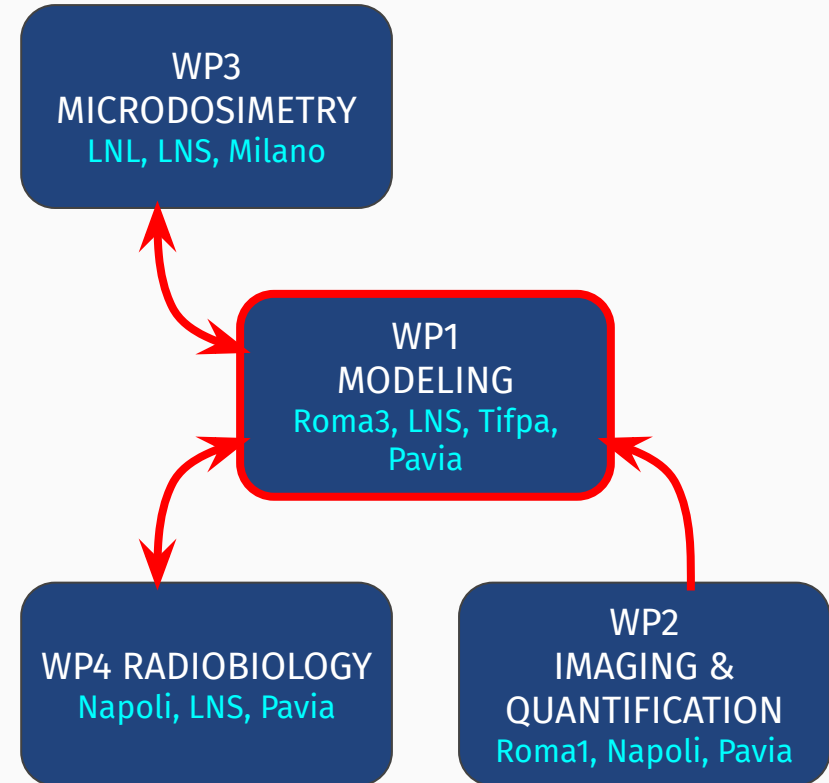 WP3
MICRODOSIMETRY
LNL, LNS, Milano
WP1
MODELING
Roma3, LNS, Tifpa,
Pavia
WP4 RADIOBIOLOGY
Napoli, LNS, Pavia
WP2
IMAGING &
QUANTIFICATION
Roma1, Napoli, Pavia